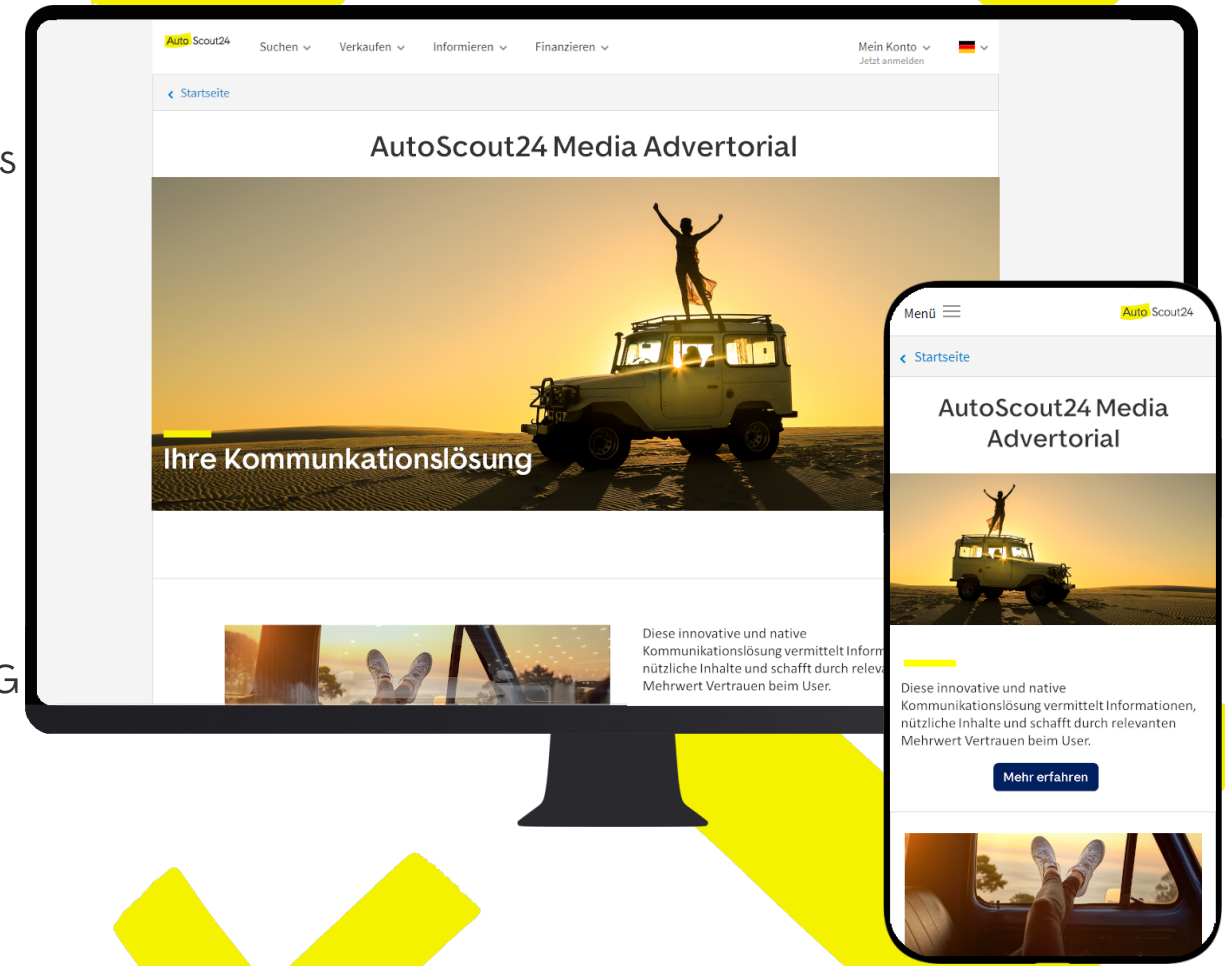 Auto Scout24
Suchen
Verkaufen
Informieren
Finanzieren
Mein Konto
Jetzt anmelden
Startseite
AutoScout24 Media Advertorial
Ihre Kommunkationslösung
Diese innovative und native
Kommunikationslösung vermittelt Inform
nützliche Inhalte und schafft durch releva
Mehrwert Vertrauen beim User.
S
G
Menü
Auto Scout24
Startseite
AutoScout24 Media
Advertorial
Diese innovative und native
Kommunikationslösung vermittelt Informationen,
nützliche Inhalte und schafft durch relevanten
Mehrwert Vertrauen beim User.
Mehr erfahren